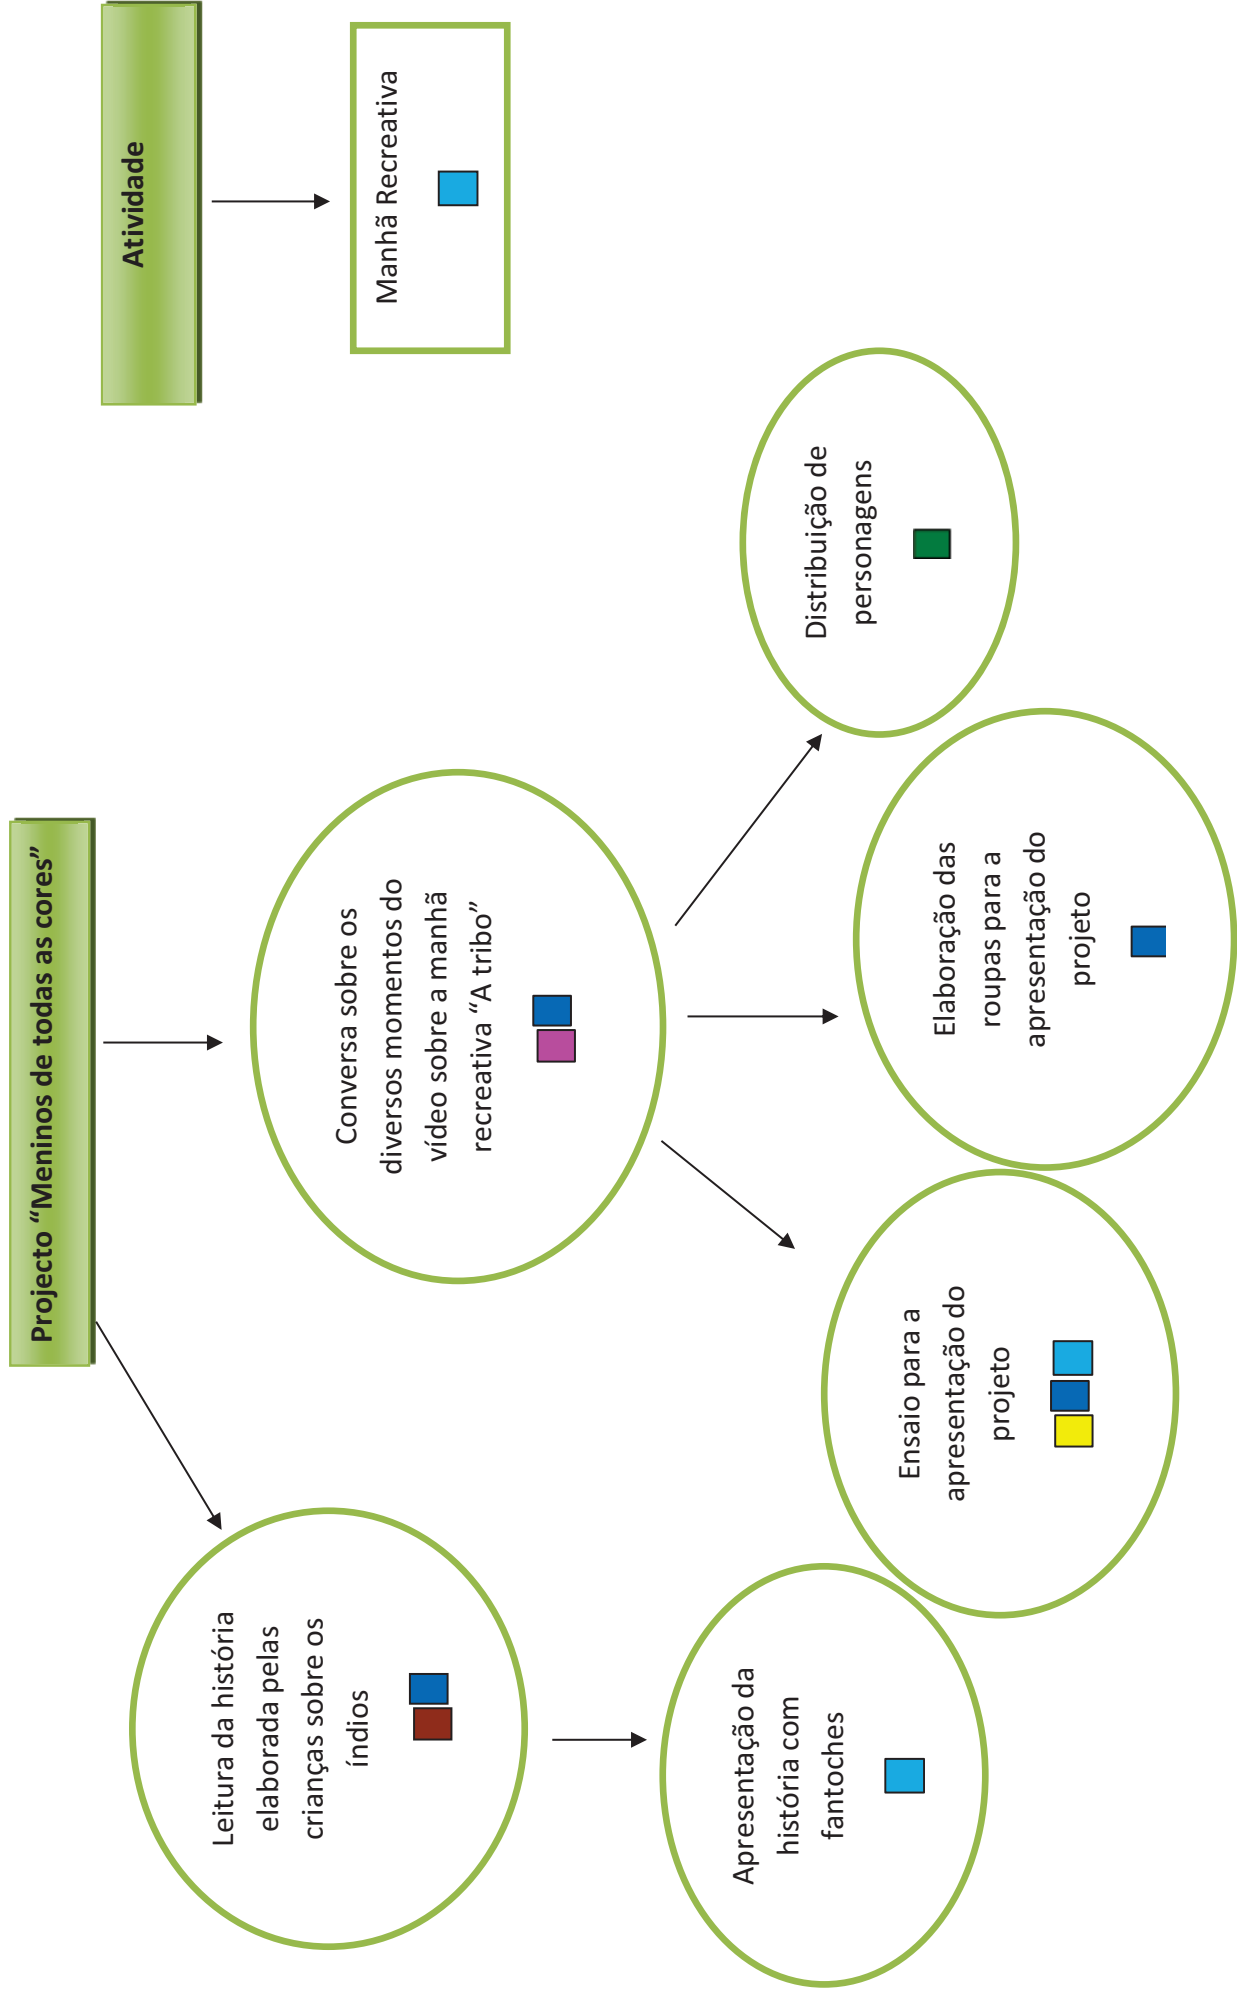 Projecto “Meninos de todas as cores”
Atividade
Leitura da história
elaborada pelas
crianças sobre os
índios
Conversa sobre os
diversos momentos do
vídeo sobre a manhã
recreativa “A tribo”
Manhã Recreativa
Apresentação da
história com
fantoches
Ensaio para a
apresentação do
projeto
Elaboração das
roupas para a
apresentação do
projeto
Distribuição de
personagens